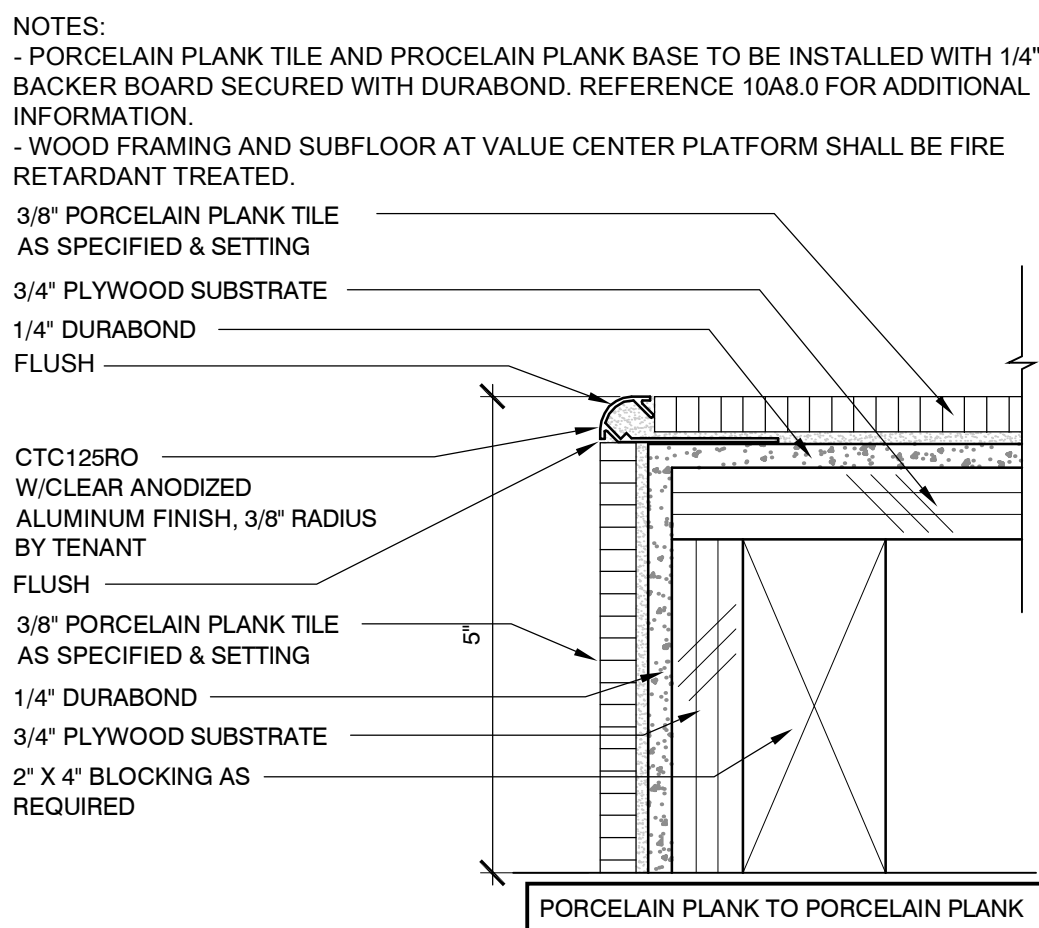 NOTES:
- PORCELAIN PLANK TILE AND PROCELAIN PLANK BASE TO BE INSTALLED WITH 1/4"
BACKER BOARD SECURED WITH DURABOND. REFERENCE 10A8.0 FOR ADDITIONAL
INFORMATION.
- WOOD FRAMING AND SUBFLOOR AT VALUE CENTER PLATFORM SHALL BE FIRE
RETARDANT TREATED.
3/8" PORCELAIN PLANK TILE
AS SPECIFIED & SETTING
3/4" PLYWOOD SUBSTRATE
1/4" DURABOND
FLUSH
CTC125RO
W/CLEAR ANODIZED
ALUMINUM FINISH, 3/8" RADIUS
BY TENANT
FLUSH
3/8" PORCELAIN PLANK TILE
AS SPECIFIED & SETTING
5"
1/4" DURABOND
3/4" PLYWOOD SUBSTRATE
2" X 4" BLOCKING AS
REQUIRED
PORCELAIN PLANK TO PORCELAIN PLANK